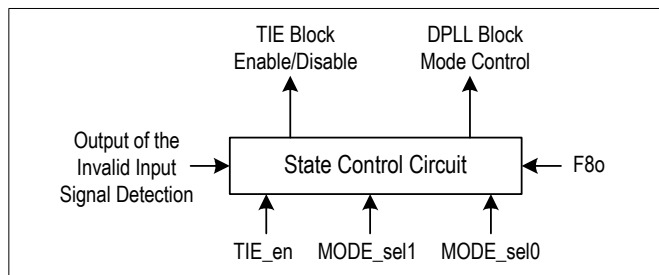 TIE Block
Enable/Disable
DPLL Block
Mode Control
Output of the
Invalid Input
Signal Detection
State Control Circuit
F8o
TIE_en
MODE_sel1
MODE_sel0